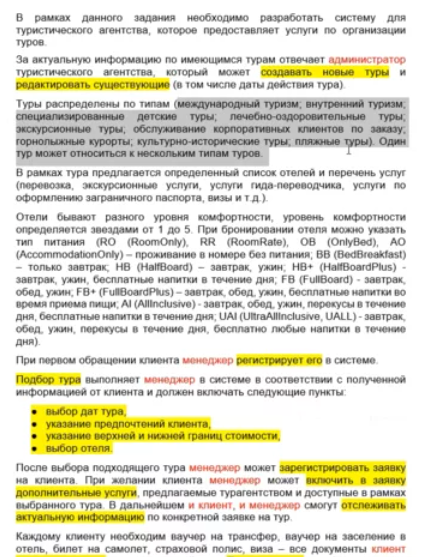 В рамках данного задания необходимо разработать систему для
туристического агентства, которое предоставляет услуги по организации
туров.
За актуальную информацию по имеющимся турам отвечает администратор
туристического агентства, который может создавать новые туры и
редактировать существующие (в том числе даты действия тура).
Туры распределены по типам (международный туризм; внутренний туризм;
специализированные детские туры; лечебно-оздоровительные туры;
экскурсионные туры; обслуживание корпоративных клиентов по заказу;
горнолыжные курорты; культурно-исторические туры; пляжные туры). Один
тур может относиться к нескольким типам туров.
В рамках тура предлагается определенный список отелей и перечень услуг
(перевозка, экскурсионные услуги, услуги гида-переводчика, услуги по
оформлению заграничного паспорта, визы и т.д.).
Отели бывают разного уровня комфортности, уровень комфортности
определяется звездами от 1 до 5. При бронировании отеля можно указать
тип питания (RO (RoomOnly), RR (RoomRate), OB (OnlyBed), AO
(AccommodationOnly) – проживание в номере без питания; BB (BedBreakfast)
– только завтрак; HB (HalfBoard) – завтрак, ужин; HB+ (HalfBoardPlus) -
завтрак, ужин, бесплатные напитки в течение дня; FB (FullBoard) - завтрак,
обед, ужин; FB+ (FullBoardPlus) – завтрак, обед, ужин, бесплатные напитки во
время приема пищи; AI (AllInclusive) - завтрак, обед, ужин, перекусы в течение
дня, бесплатные напитки в течение дня; UAI (UltraAllInclusive, UALL) - завтрак,
обед, ужин, перекусы в течение дня, бесплатно любые напитки в течение
дня).
При первом обращении клиента менеджер регистрирует его в системе.
Подбор тура выполняет менеджер в системе в соответствии с полученной
информацией от клиента и должен включать следующие пункты:
● выбор дат тура,
● указание предпочтений клиента,
● указание верхней и нижней границ стоимости,
● выбор отеля.
После выбора подходящего тура менеджер может зарегистрировать заявку
на клиента. При желании клиента менеджер может включить в заявку
дополнительные услуги, предлагаемые турагентством и доступные в рамках
выбранного тура. В дальнейшем и клиент, и менеджер смогут отслеживать
актуальную информацию по конкретной заявке на тур.
Каждому клиенту необходим ваучер на трансфер, ваучер на заселение в
отель, билет на самолет, страховой полис, виза – все документы клиент